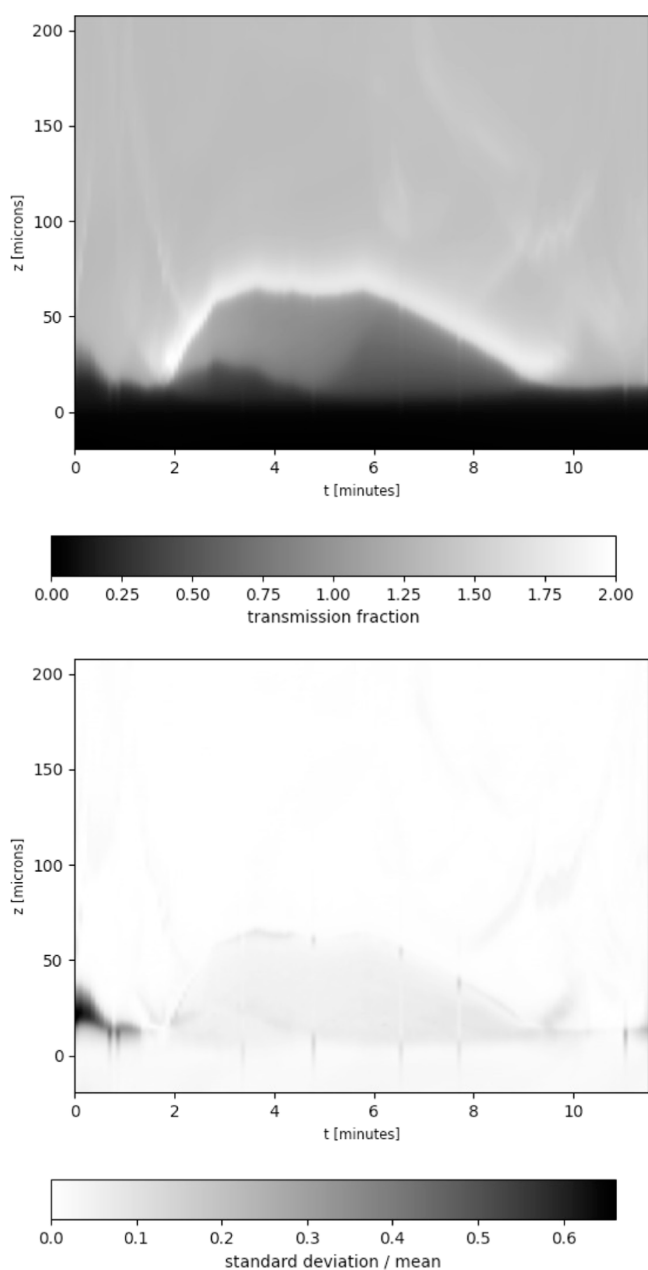 200
150
100
50
0
z [microns]
0 2 4 6 8 10
t [minutes]
0.00 0.25 0.50 0.75 1.00 1.25 1.50 1.75 2.00
transmission fraction
200
150
100
50
0
z [microns]
0 2 4 6 8 10
t [minutes]
0.0 0.1 0.2 0.3 0.4 0.5 0.6
standard deviation / mean